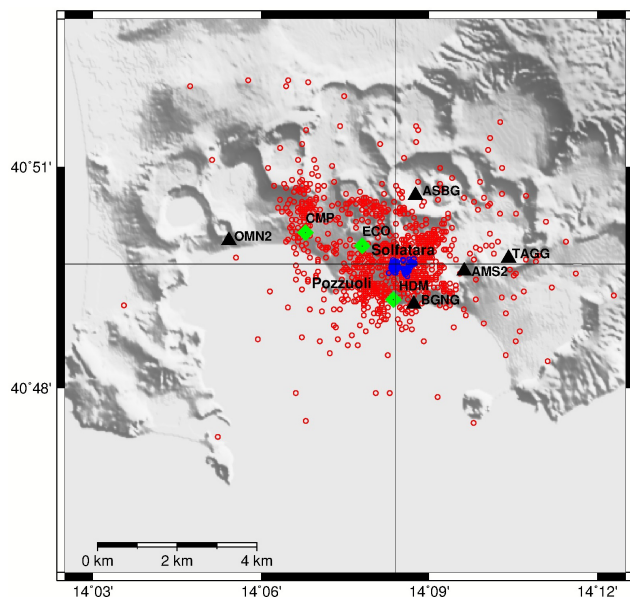 40°51'
ASBG
CMP
OMN2
ECO
Solfatara
TAGG
AMS2
Pozzuoli
HDM
BGNG
40°48'
0 km 2 km 4 km
14°03' 14°06' 14°09' 14°12'